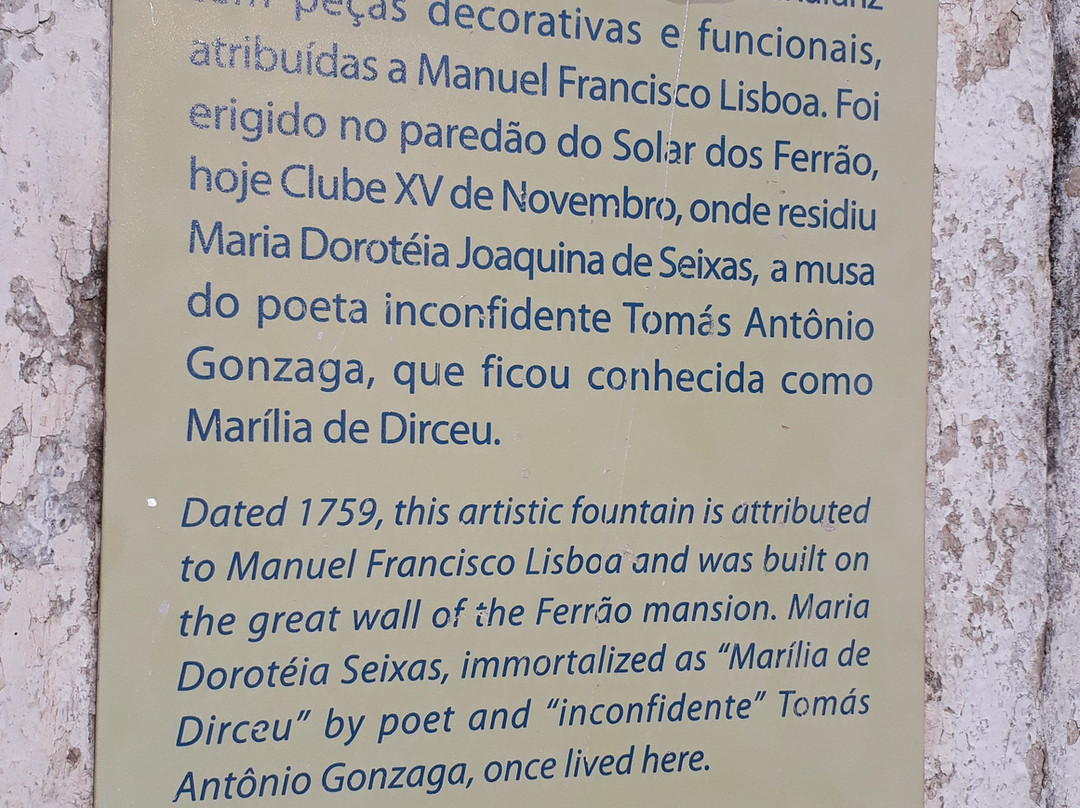 com peças decorativas e funcionais,
atribuídas a Manuel Francisco Lisboa. Foi
erigido no paredão do Solar dos Ferrão,
hoje Clube XV de Novembro, onde residiu
Maria Dorotéia Joaquina de Seixas, a musa
do poeta inconfidente Tomás Antônio
Gonzaga, que ficou conhecida como
Marília de Dirceu.
Dated 1759, this artistic fountain is attributed
to Manuel Francisco Lisboa and was built on
the great wall of the Ferrão mansion. Maria
Dorotéia Seixas, immortalized as “Marília de
Dirceu” by poet and “inconfidente” Tomás
Antônio Gonzaga, once lived here.